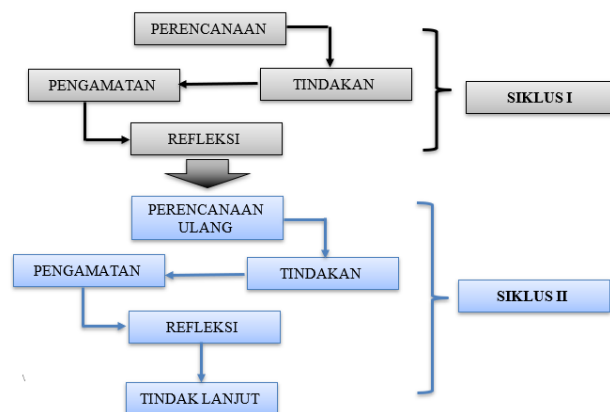 PERENCANAAN
TINDAKAN
PENGAMATAN
SIKLUS I
REFLEKSI
PERENCANAAN
ULANG
PENGAMATAN
TINDAKAN
SIKLUS II
REFLEKSI
TINDAK LANJUT